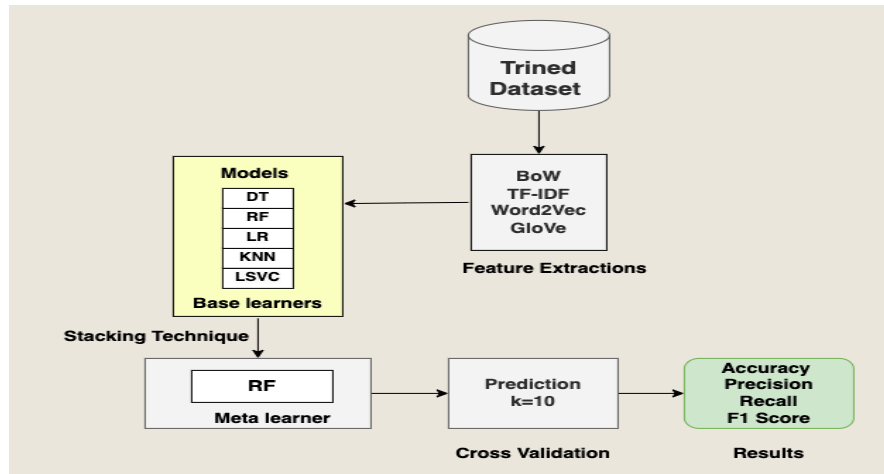 Trined
Dataset
BoW
TF-IDF
Word2Vec
GloVe
Feature Extractions
Models
DT
RF
LR
KNN
LSVC
Base learners
Stacking Technique
RF
Meta learner
Prediction
k=10
Cross Validation
Accuracy
Precision
Recall
F1 Score
Results